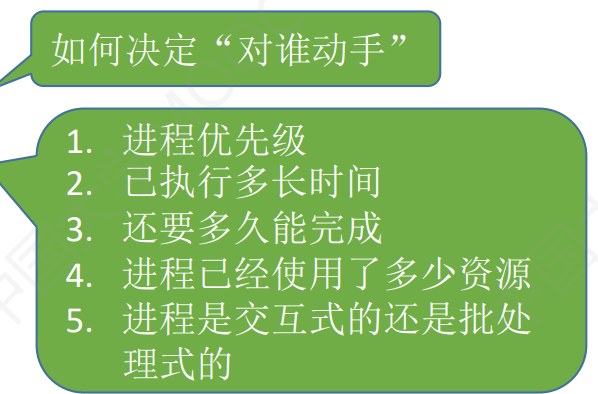 如何决定“对谁动手”
1. 进程优先级
2. 已执行多长时间
3. 还要多久能完成
4. 进程已经使用了多少资源
5. 进程是交互式的还是批处
理式的